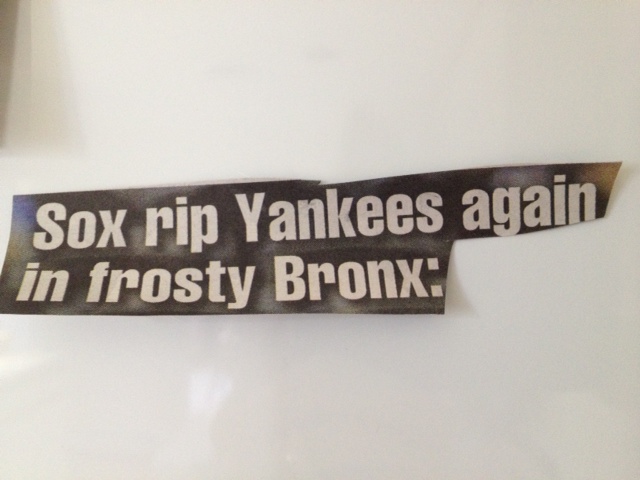 Sox rip Yankees again
in frosty Bronx: